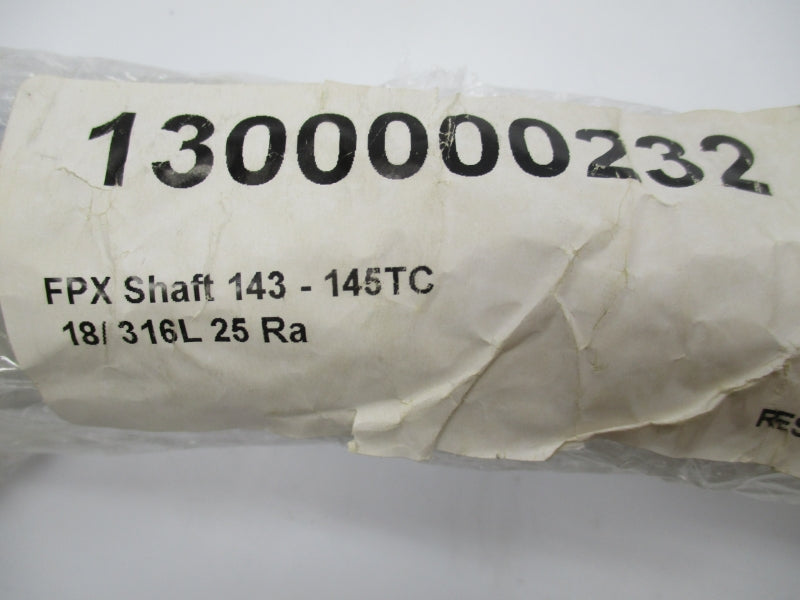 1300000232
FPX Shaft 143 - 145TC
18/ 316L 25 Ra